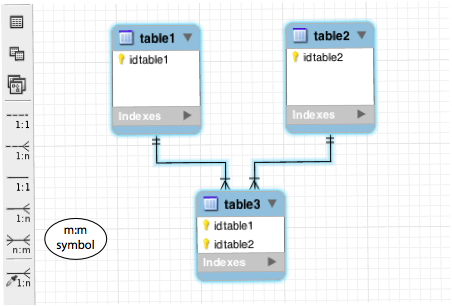 table1
idtable1
Indexes
table2
idtable2
Indexes
1:1
1:n
1:1
1:n
n:m
1:n
m:m
symbol
table3
idtable1
idtable2
Indexes